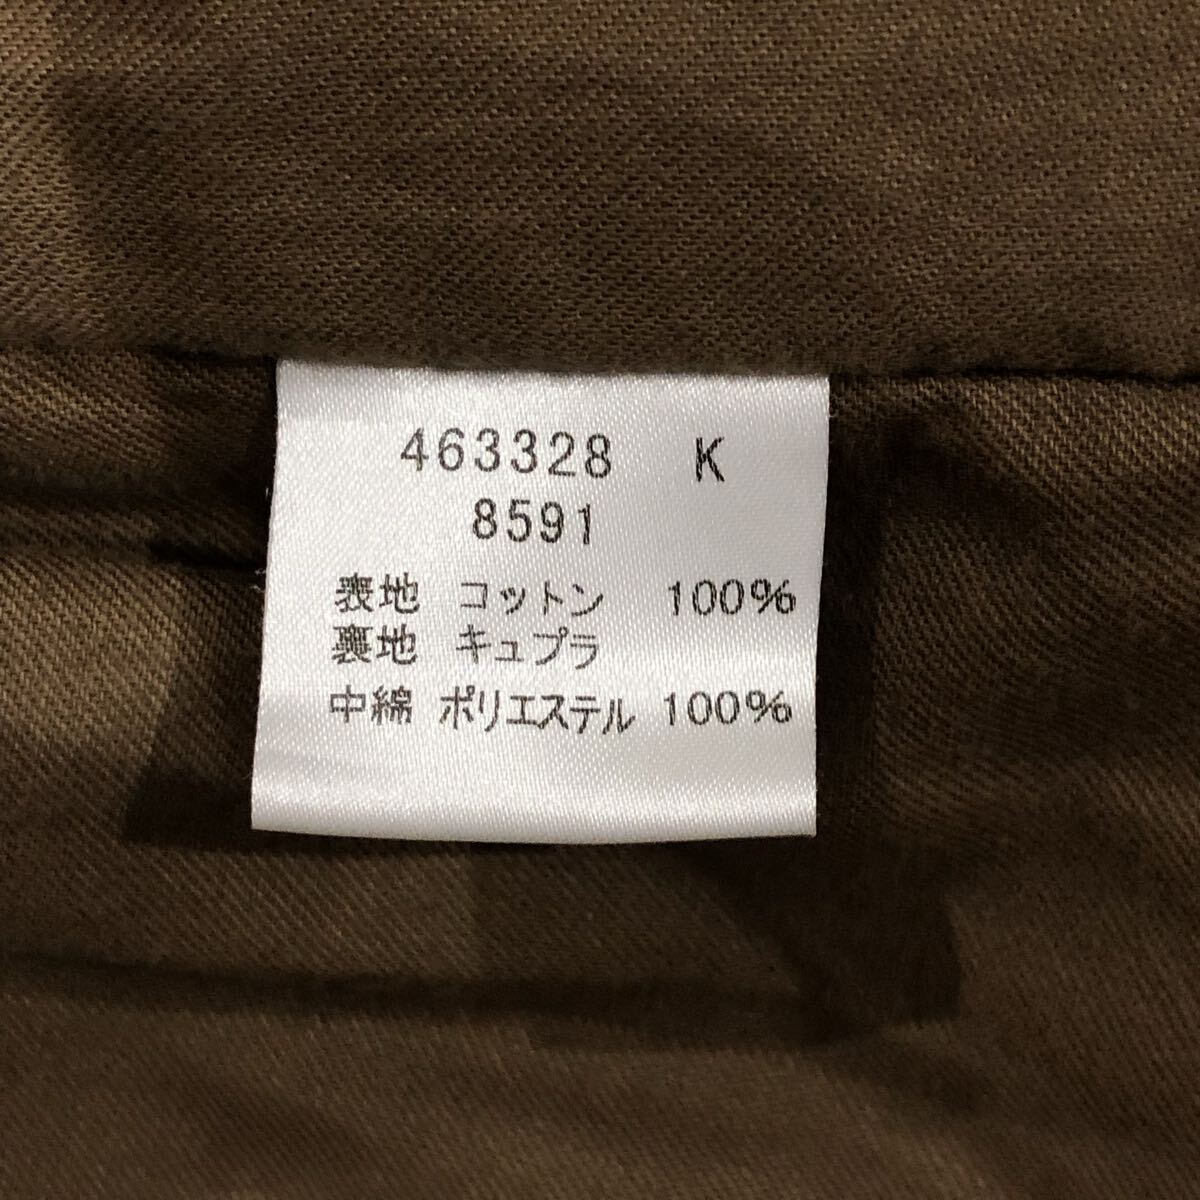 463328 K
8591
表地 コットン 100%
裏地 キュプラ
中綿 ポリエステル 100%